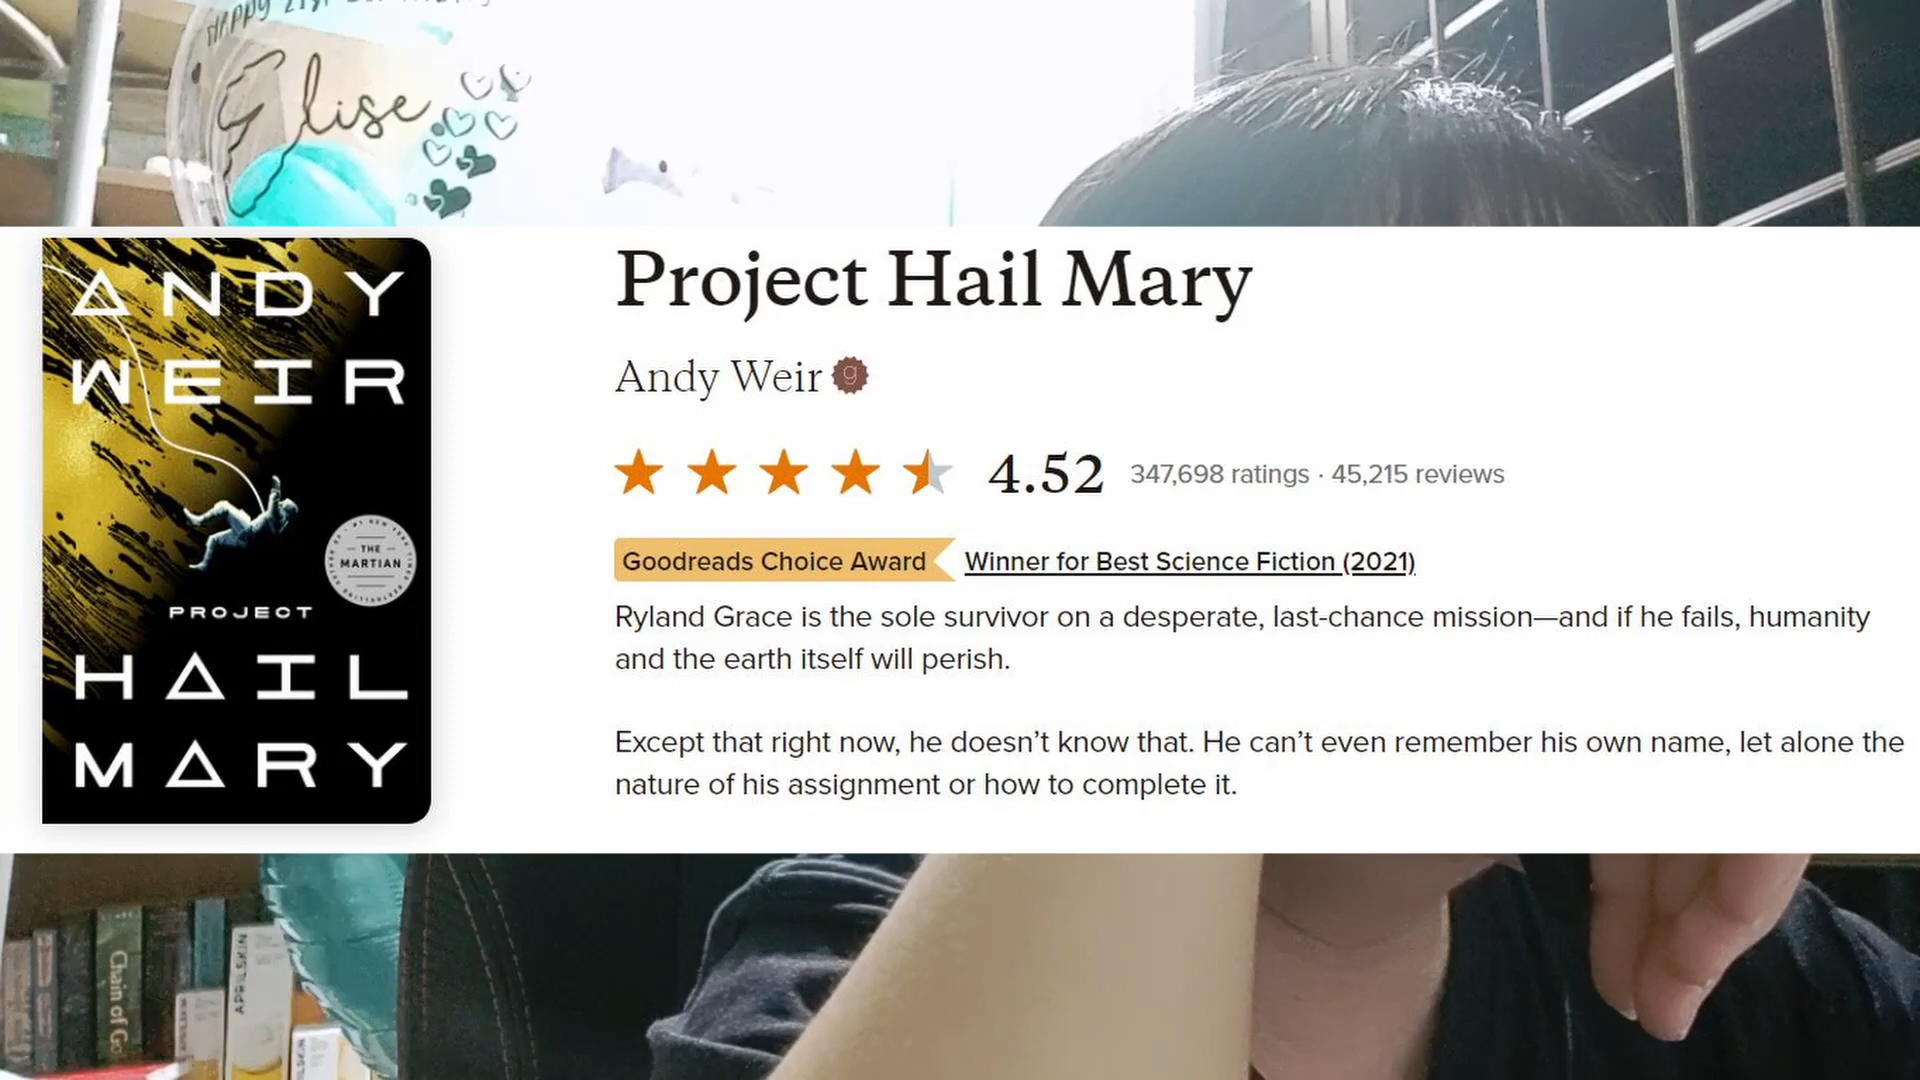 Happy 21st
Elise
ANDY
WEIR
THE
MARTIAN
PROJECT
HAIL
MARY
Project Hail Mary
Andy Weir g
4.52 347,698 ratings · 45,215 reviews
Goodreads Choice Award Winner for Best Science Fiction (2021)
Ryland Grace is the sole survivor on a desperate, last-chance mission—and if he fails, humanity
and the earth itself will perish.
Except that right now, he doesn’t know that. He can’t even remember his own name, let alone the
nature of his assignment or how to complete it.
Chain of Go
APRILSKIN